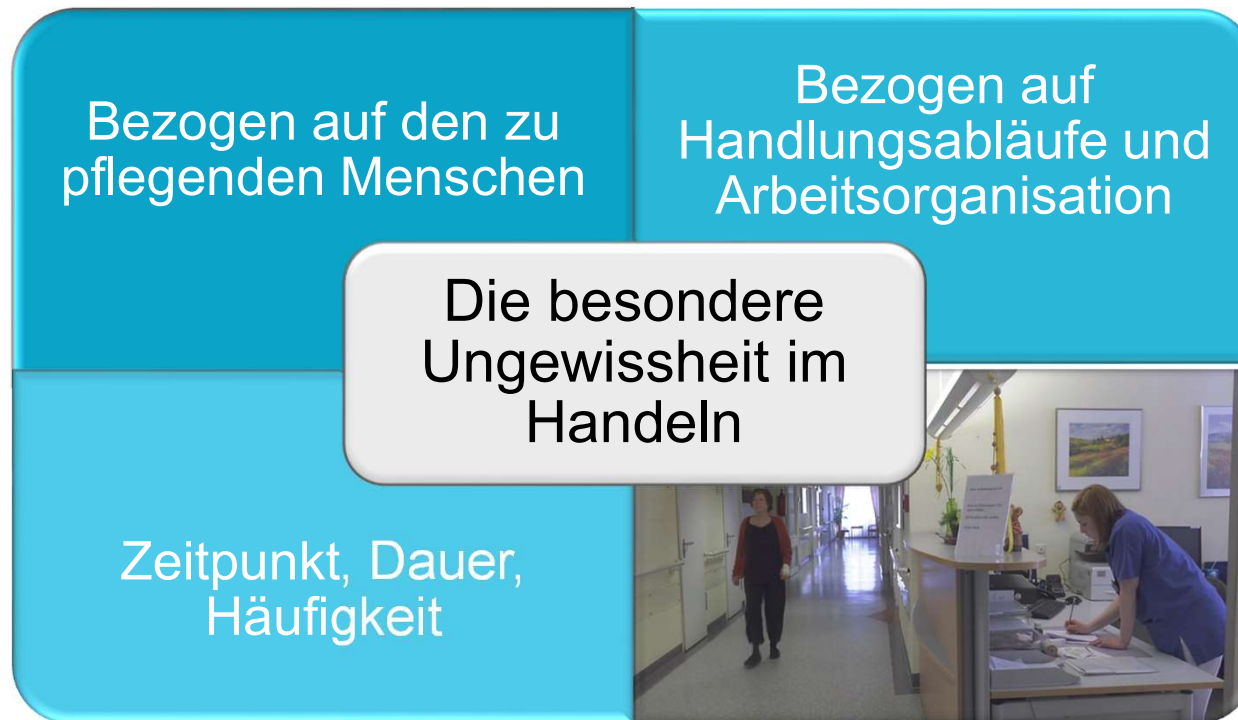 Bezogen auf den zu
pflegenden Menschen
Bezogen auf
Handlungsabläufe und
Arbeitsorganisation
Die besondere
Ungewissheit im
Handeln
Zeitpunkt, Dauer,
Häufigkeit